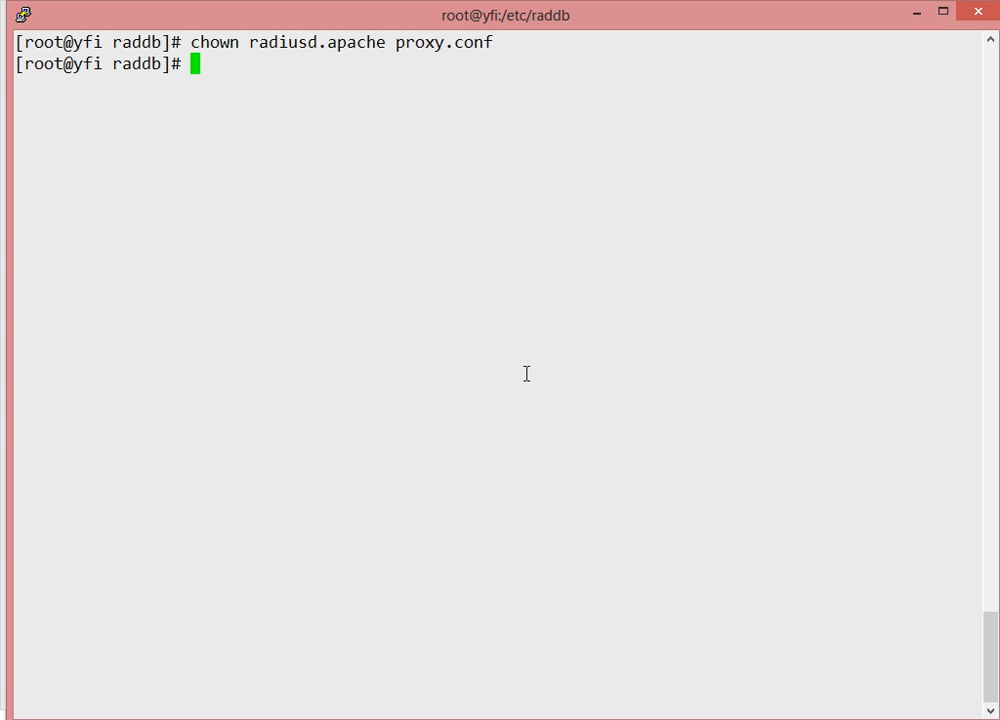 root@yfi:/etc/raddb
[root@yfi raddb]# chown radiusd.apache proxy.conf
[root@yfi raddb]#